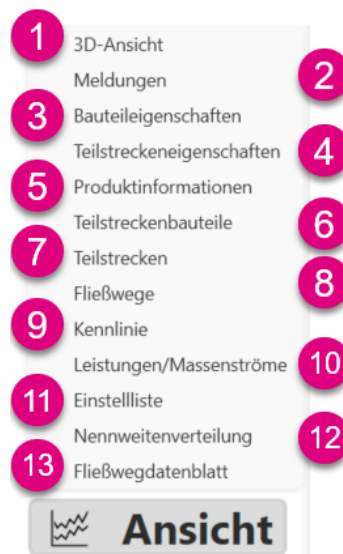 1 3D-Ansicht
Meldungen 2
3 Bauteileigenschaften
Teilstreckeneigenschaften 4
5 Produktinformationen
Teilstreckenbauteile 6
7 Teilstrecken
Fließwege 8
9 Kennlinie
Leistungen/Massenströme 10
11 Einstellliste
Nennweitenverteilung 12
13 Fließwegdatenblatt
Ansicht